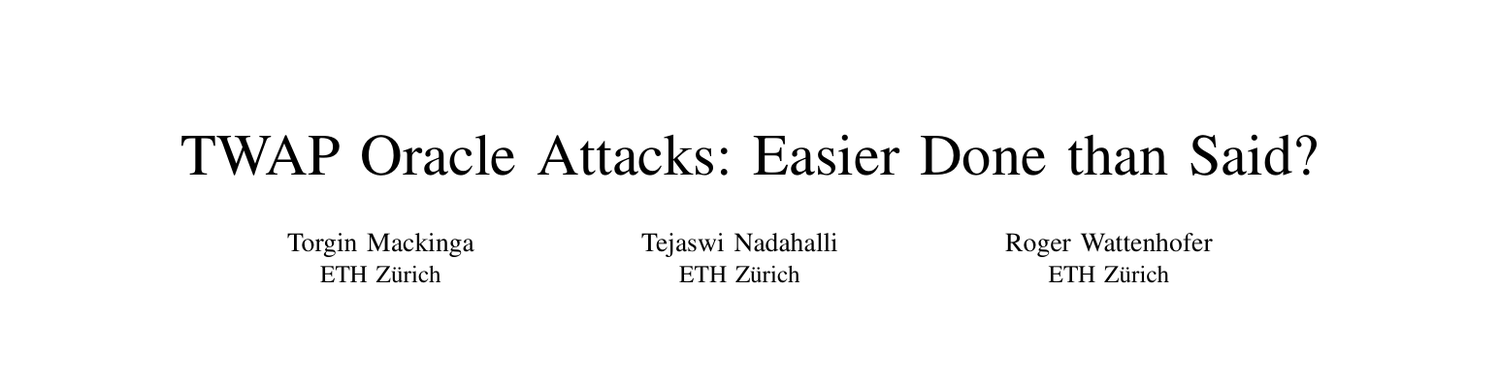 TWAP Oracle Attacks: Easier Done than Said?
Torgin Mackinga Tejaswi Nadahalli Roger Wattenhofer
ETH Zürich ETH Zürich ETH Zürich